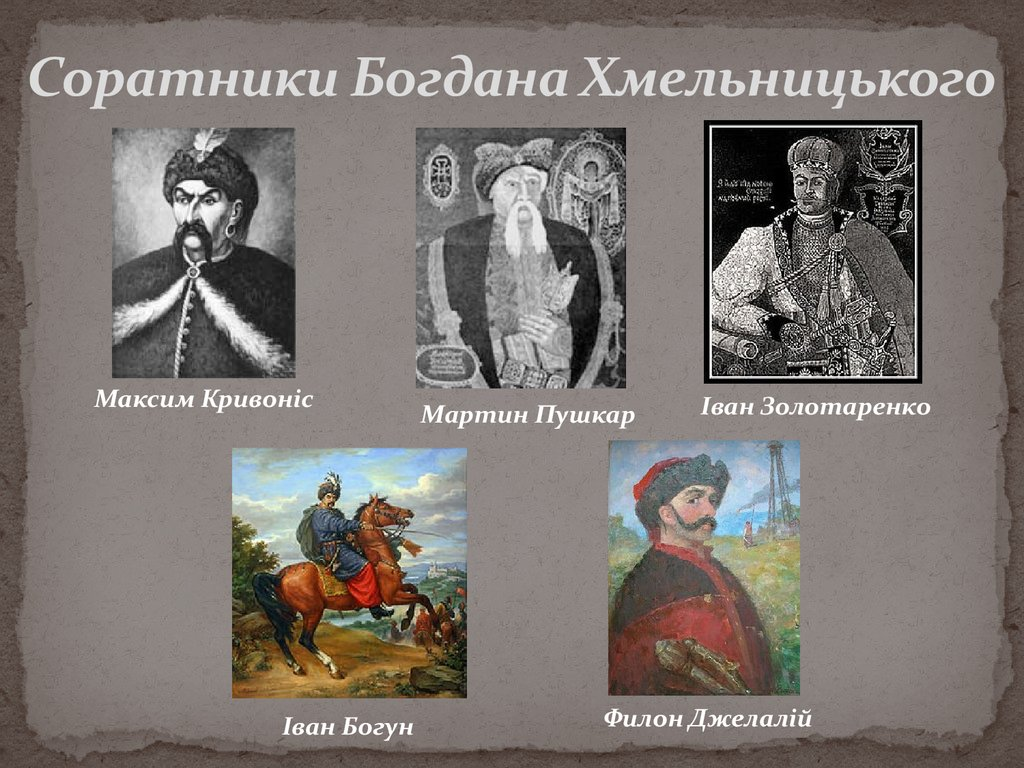 Соратники Богдана Хмельницького
Максим Кривоніс
Мартин Пушкар
Іван Золотаренко
Іван Богун
Филон Джелалій